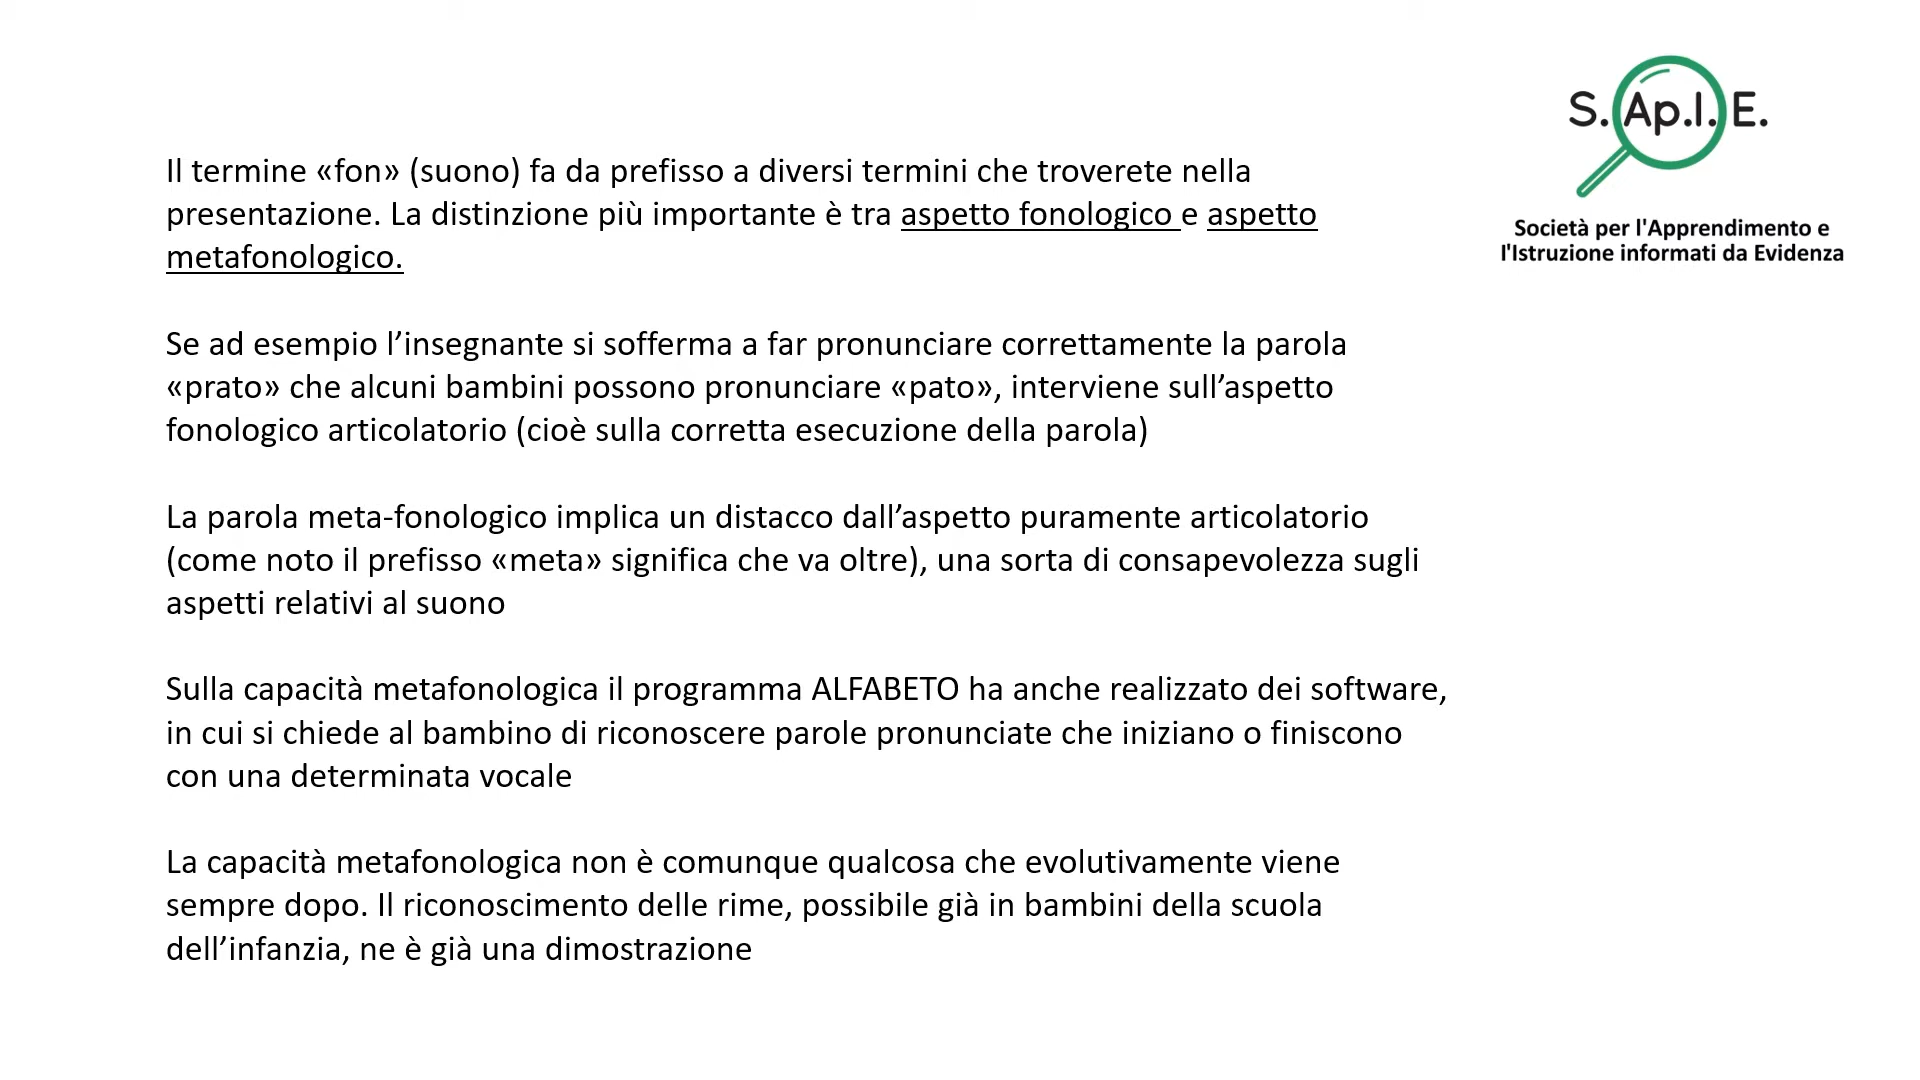 S.Ap.I.E.
Società per l'Apprendimento e
l'Istruzione informati da Evidenza
Il termine «fon» (suono) fa da prefisso a diversi termini che troverete nella
presentazione. La distinzione più importante è tra aspetto fonologico e aspetto
metafonologico.
Se ad esempio l’insegnante si sofferma a far pronunciare correttamente la parola
«prato» che alcuni bambini possono pronunciare «pato», interviene sull’aspetto
fonologico articolatorio (cioè sulla corretta esecuzione della parola)
La parola meta-fonologico implica un distacco dall’aspetto puramente articolatorio
(come noto il prefisso «meta» significa che va oltre), una sorta di consapevolezza sugli
aspetti relativi al suono
Sulla capacità metafonologica il programma ALFABETO ha anche realizzato dei software,
in cui si chiede al bambino di riconoscere parole pronunciate che iniziano o finiscono
con una determinata vocale
La capacità metafonologica non è comunque qualcosa che evolutivamente viene
sempre dopo. Il riconoscimento delle rime, possibile già in bambini della scuola
dell’infanzia, ne è già una dimostrazione